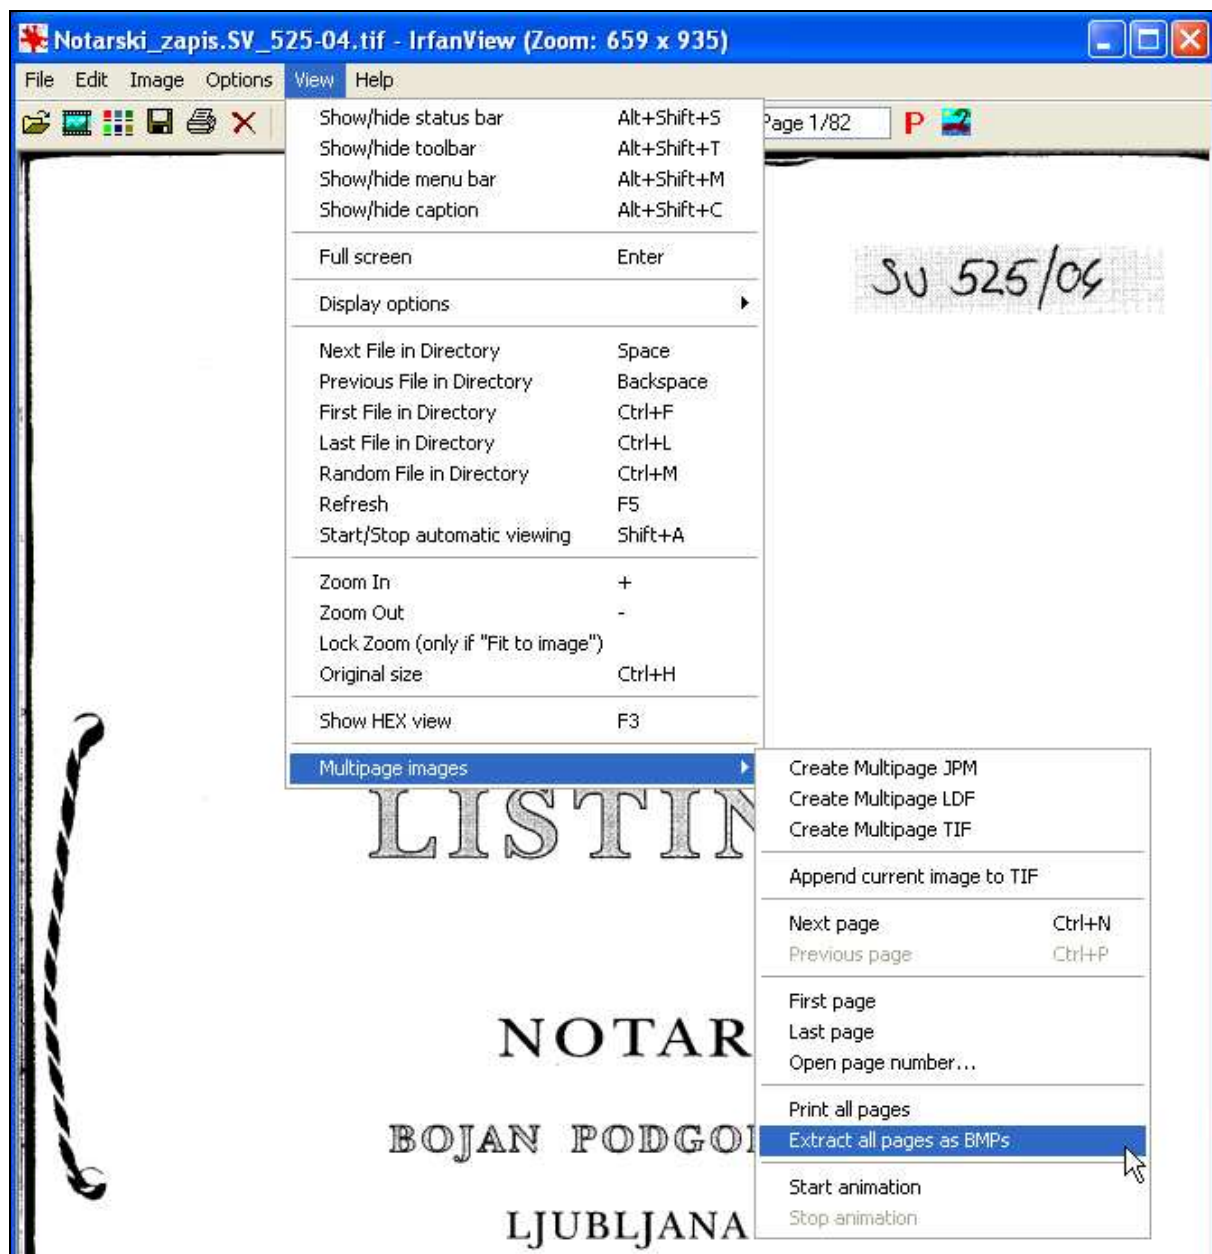 Notarski_zapis.SV_525-04.tif - IrfanView (Zoom: 659 x 935)
File Edit Image Options View Help
Page 1/82 P
Show/hide status bar Alt+Shift+S
Show/hide toolbar Alt+Shift+T
Show/hide menu bar Alt+Shift+M
Show/hide caption Alt+Shift+C
Full screen Enter
SV 525/04
Display options
Next File in Directory Space
Previous File in Directory Backspace
First File in Directory Ctrl+F
Last File in Directory Ctrl+L
Random File in Directory Ctrl+M
Refresh F5
Start/Stop automatic viewing Shift+A
Zoom In +
Zoom Out -
Lock Zoom (only if "Fit to image")
Original size Ctrl+H
Show HEX view F3
Multipage images
Create Multipage JPM
Create Multipage LDF
Create Multipage TIF
Append current image to TIF
Next page Ctrl+N
Previous page Ctrl+P
First page
Last page
Open page number...
Print all pages
Extract all pages as BMPs
Start animation
Stop animation
LISTIN
NOTAR
BOJAN PODGO
LJUBLJANA